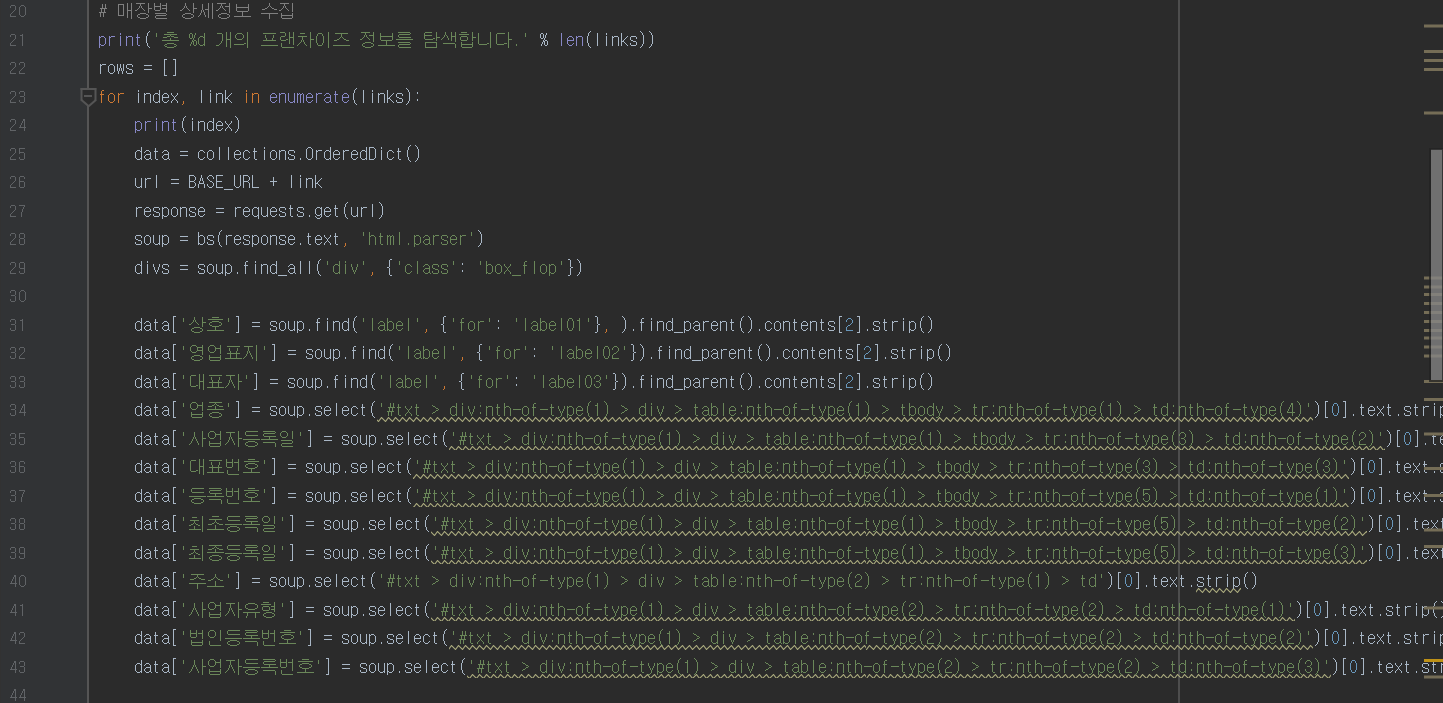 20 # 매장별 상세정보 수집
21 print('총 %d 개의 프랜차이즈 정보를 탐색합니다.' % len(links))
22 rows = []
23 for index, link in enumerate(links):
24 print(index)
25 data = collections.OrderedDict()
26 url = BASE_URL + link
27 response = requests.get(url)
28 soup = bs(response.text, 'html.parser')
29 divs = soup.find_all('div', {'class': 'box_flop'})
30
31 data['상호'] = soup.find('label', {'for': 'label01'}, ).find_parent().contents[2].strip()
32 data['영업표지'] = soup.find('label', {'for': 'label02'}).find_parent().contents[2].strip()
33 data['대표자'] = soup.find('label', {'for': 'label03'}).find_parent().contents[2].strip()
34 data['업종'] = soup.select('#txt > div:nth-of-type(1) > div > table:nth-of-type(1) > tbody > tr:nth-of-type(1) > td:nth-of-type(4)')[0].text.strip
35 data['사업자등록일'] = soup.select('#txt > div:nth-of-type(1) > div > table:nth-of-type(1) > tbody > tr:nth-of-type(3) > td:nth-of-type(2)')[0].te
36 data['대표번호'] = soup.select('#txt > div:nth-of-type(1) > div > table:nth-of-type(1) > tbody > tr:nth-of-type(3) > td:nth-of-type(3)')[0].text.s
37 data['등록번호'] = soup.select('#txt > div:nth-of-type(1) > div > table:nth-of-type(1) > tbody > tr:nth-of-type(5) > td:nth-of-type(1)')[0].text.s
38 data['최초등록일'] = soup.select('#txt > div:nth-of-type(1) > div > table:nth-of-type(1) > tbody > tr:nth-of-type(5) > td:nth-of-type(2)')[0].text
39 data['최종등록일'] = soup.select('#txt > div:nth-of-type(1) > div > table:nth-of-type(1) > tbody > tr:nth-of-type(5) > td:nth-of-type(3)')[0].text
40 data['주소'] = soup.select('#txt > div:nth-of-type(1) > div > table:nth-of-type(2) > tr:nth-of-type(1) > td')[0].text.strip()
41 data['사업자유형'] = soup.select('#txt > div:nth-of-type(1) > div > table:nth-of-type(2) > tr:nth-of-type(2) > td:nth-of-type(1)')[0].text.strip()
42 data['법인등록번호'] = soup.select('#txt > div:nth-of-type(1) > div > table:nth-of-type(2) > tr:nth-of-type(2) > td:nth-of-type(2)')[0].text.strip
43 data['사업자등록번호'] = soup.select('#txt > div:nth-of-type(1) > div > table:nth-of-type(2) > tr:nth-of-type(2) > td:nth-of-type(3)')[0].text.str
44